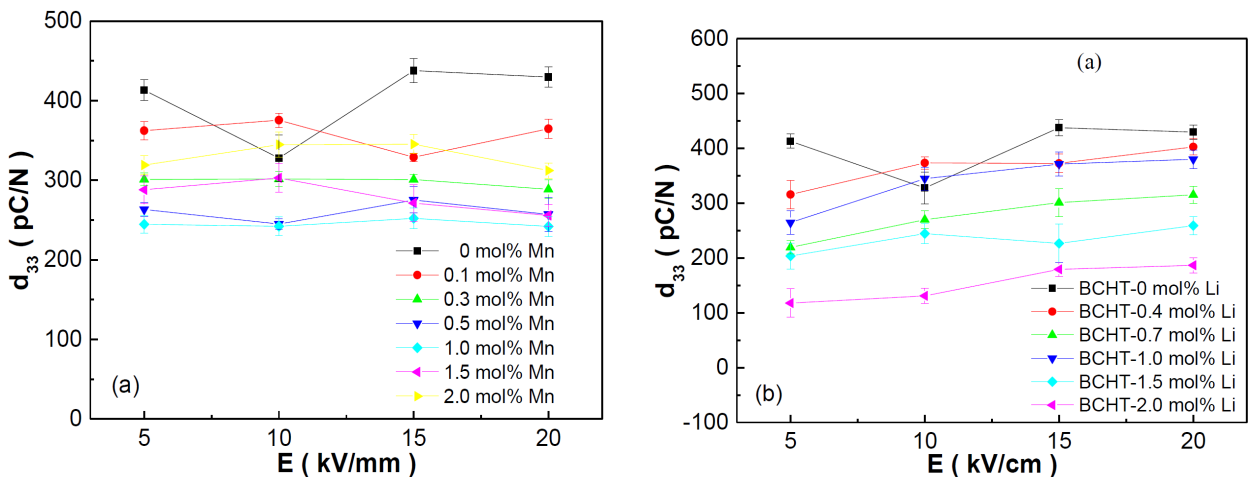 500
400
300
200
100
0
d33 ( pC/N)
5
10
15
20
E ( kV/mm)
(a)
0 mol% Mn
0.1 mol% Mn
0.3 mol% Mn
0.5 mol% Mn
1.0 mol% Mn
1.5 mol% Mn
2.0 mol% Mn
600
500
400
300
200
100
0
-100
d33 ( pC/N)
5
10
15
20
E ( kV/cm)
(a)
(b)
BCHT-0 mol% Li
BCHT-0.4 mol% Li
BCHT-0.7 mol% Li
BCHT-1.0 mol% Li
BCHT-1.5 mol% Li
BCHT-2.0 mol% Li